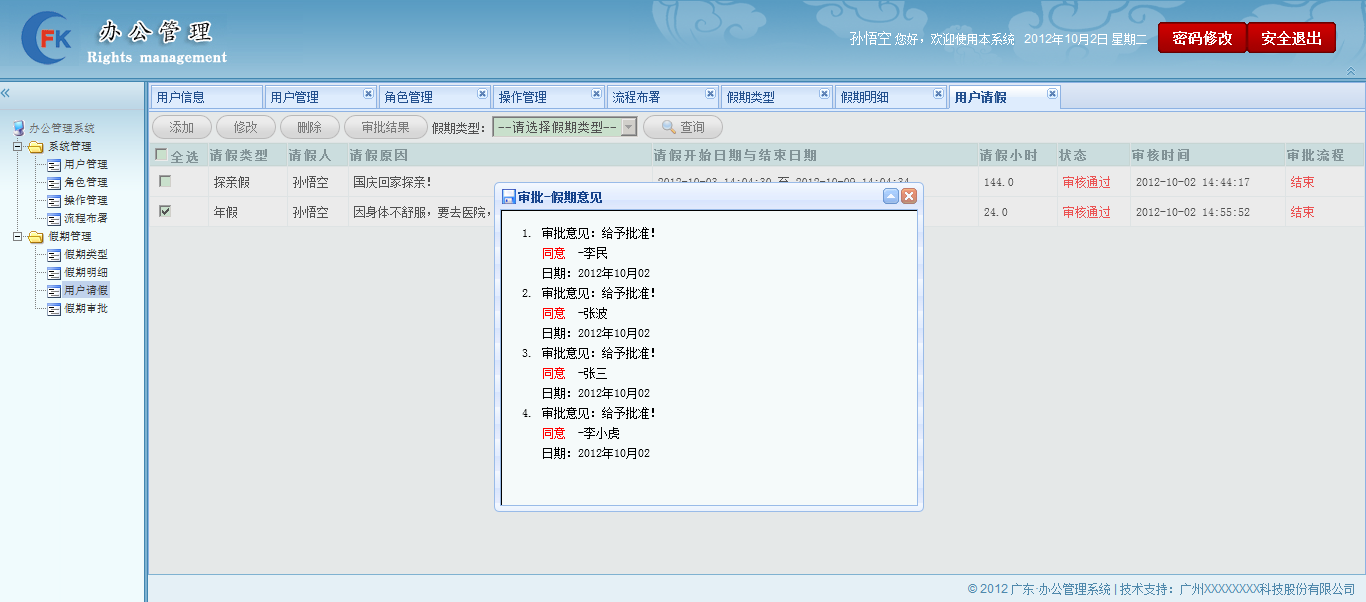 FK 办公管理
Rights management
孙悟空 您好，欢迎使用本系统 2012年10月2日 星期二 密码修改 安全退出
用户信息 用户管理 角色管理 操作管理 流程布署 假期类型 假期明细 用户请假
办公管理系统
系统管理
用户管理
角色管理
操作管理
流程布署
假期管理
假期类型
假期明细
用户请假
假期审批
添加 修改 删除 审批结果 假期类型: --请选择假期类型-- 查询
全选 请假类型 请假人 请假原因 请假开始日期与结束日期 请假小时 状态 审核时间 审批流程
探亲假 孙悟空 国庆回家探亲! 2012-10-03 14:04:30 至 2012-10-09 14:04:34 144.0 审核通过 2012-10-02 14:44:17 结束
年假 孙悟空 因身体不舒服，要去医院， 24.0 审核通过 2012-10-02 14:55:52 结束
审批-假期意见
1. 审批意见: 给予批准!
同意 -李民
日期: 2012年10月02
2. 审批意见: 给予批准!
同意 -张波
日期: 2012年10月02
3. 审批意见: 给予批准!
同意 -张三
日期: 2012年10月02
4. 审批意见: 给予批准!
同意 -李小虎
日期: 2012年10月02
© 2012 广东·办公管理系统 | 技术支持: 广州XXXXXXXX科技股份有限公司